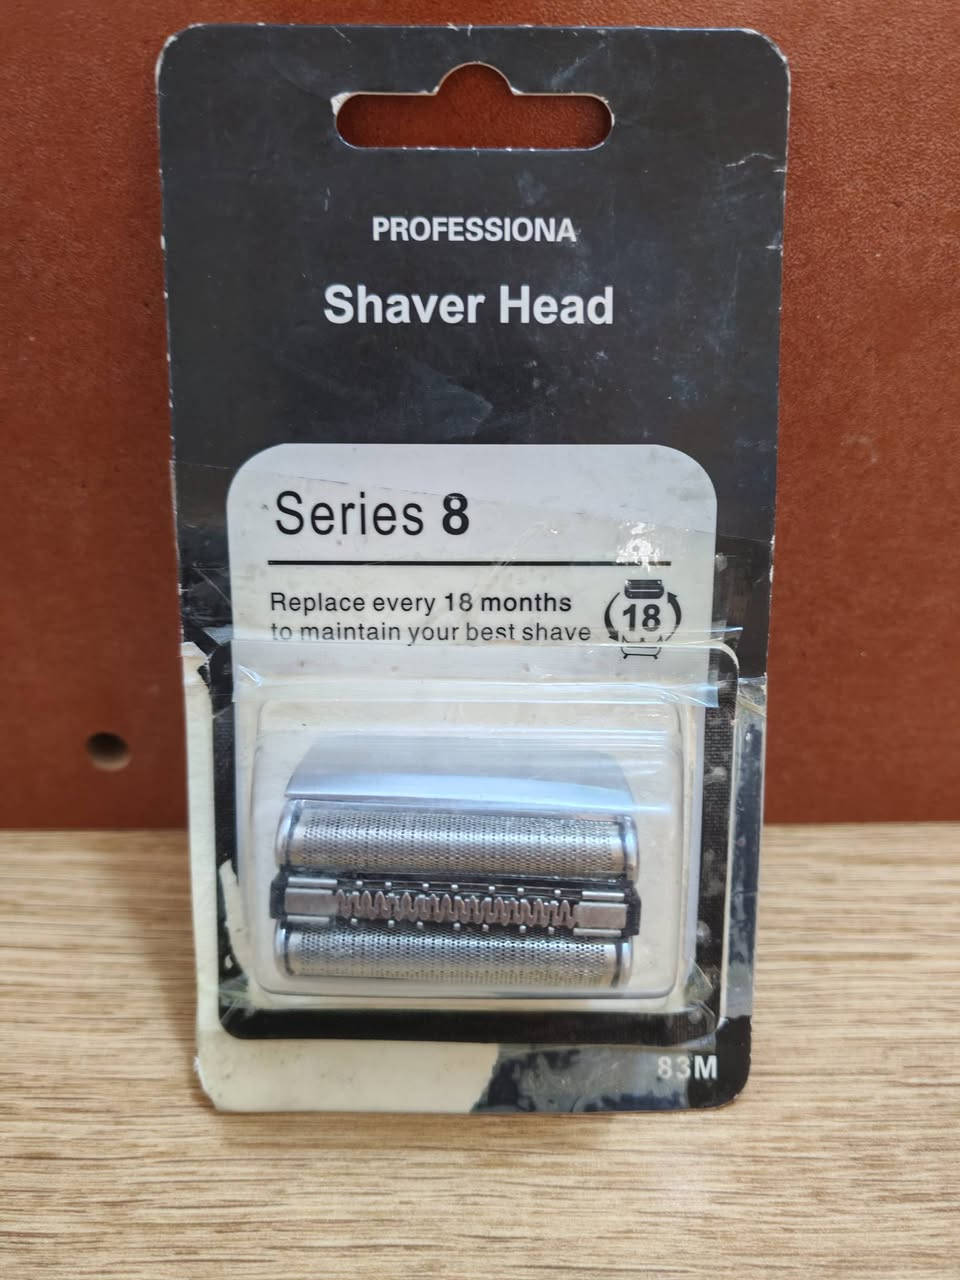 PROFESSIONA
Shaver Head
Series 8
Replace every 18 months
to maintain your best shave
18
83M